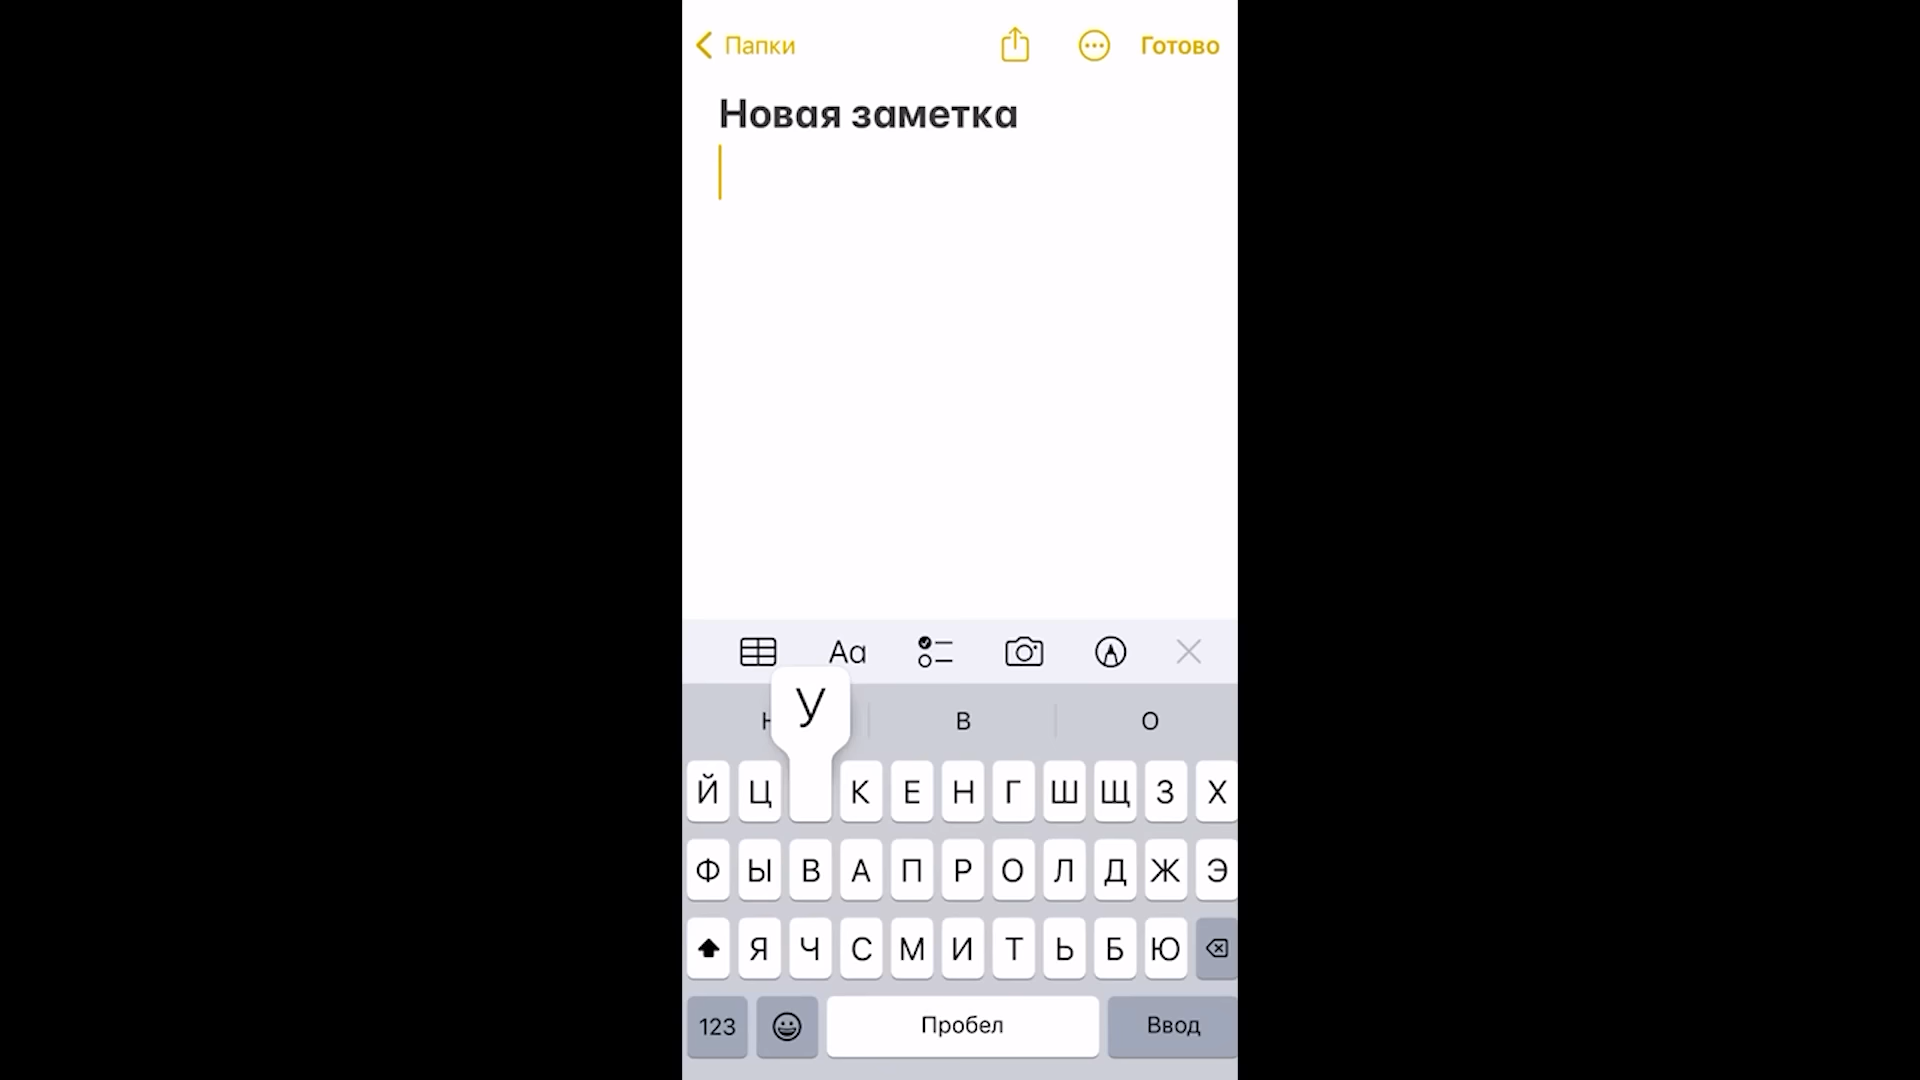 Папки Готово
Новая заметка
Aa
У
В О
Й Ц К Е Н Г Ш Щ З Х
Ф Ы В А П Р О Л Д Ж Э
Я Ч С М И Т Ь Б Ю
123 Пробел Ввод